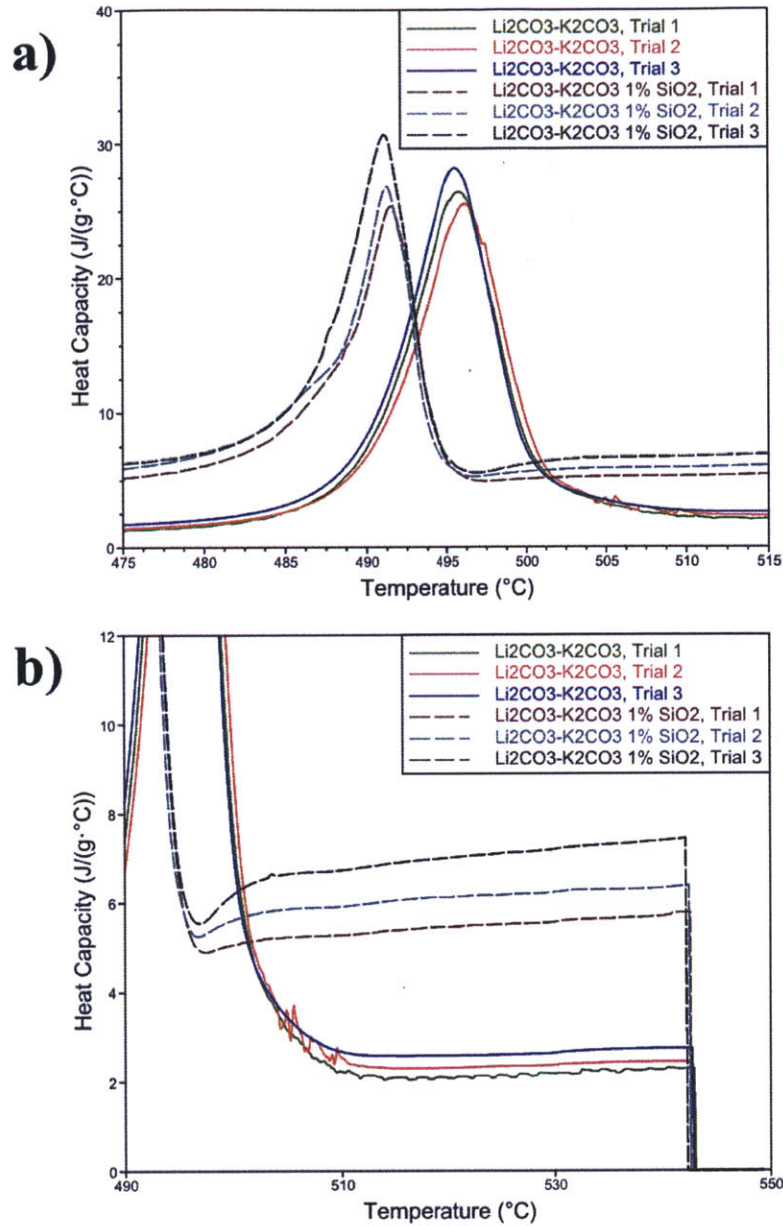 a)
40
30
20
10
0
Heat Capacity (J/(g·°C))
Li2CO3-K2CO3, Trial 1
Li2CO3-K2CO3, Trial 2
Li2CO3-K2CO3, Trial 3
Li2CO3-K2CO3 1% SiO2, Trial 1
Li2CO3-K2CO3 1% SiO2, Trial 2
Li2CO3-K2CO3 1% SiO2, Trial 3
475 480 485 490 495 500 505 510 515
Temperature (°C)
b)
12
10
8
6
4
2
0
Heat Capacity (J/(g·°C))
Li2CO3-K2CO3, Trial 1
Li2CO3-K2CO3, Trial 2
Li2CO3-K2CO3, Trial 3
Li2CO3-K2CO3 1% SiO2, Trial 1
Li2CO3-K2CO3 1% SiO2, Trial 2
Li2CO3-K2CO3 1% SiO2, Trial 3
490 510 530 550
Temperature (°C)